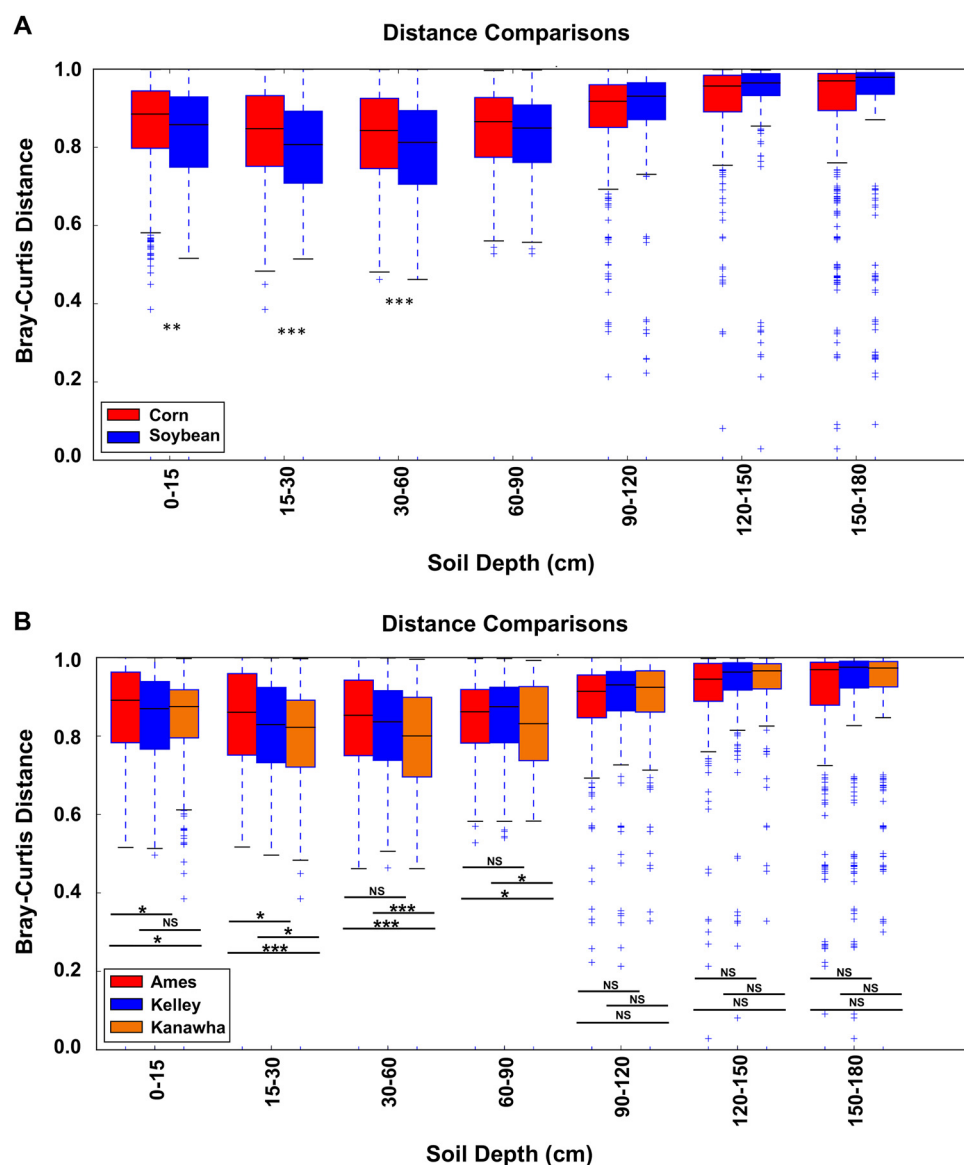 A
Distance Comparisons
Bray-Curtis Distance
1.0
0.8
0.6
0.4
0.2
0.0
** *** ***
Corn
Soybean
0-15 15-30 30-60 60-90 90-120 120-150 150-180
Soil Depth (cm)
B
Distance Comparisons
Bray-Curtis Distance
1.0
0.8
0.6
0.4
0.2
0.0
* NS *
* * ***
NS *** ***
NS * *
NS NS NS
NS NS NS
NS NS NS
Ames
Kelley
Kanawha
0-15 15-30 30-60 60-90 90-120 120-150 150-180
Soil Depth (cm)